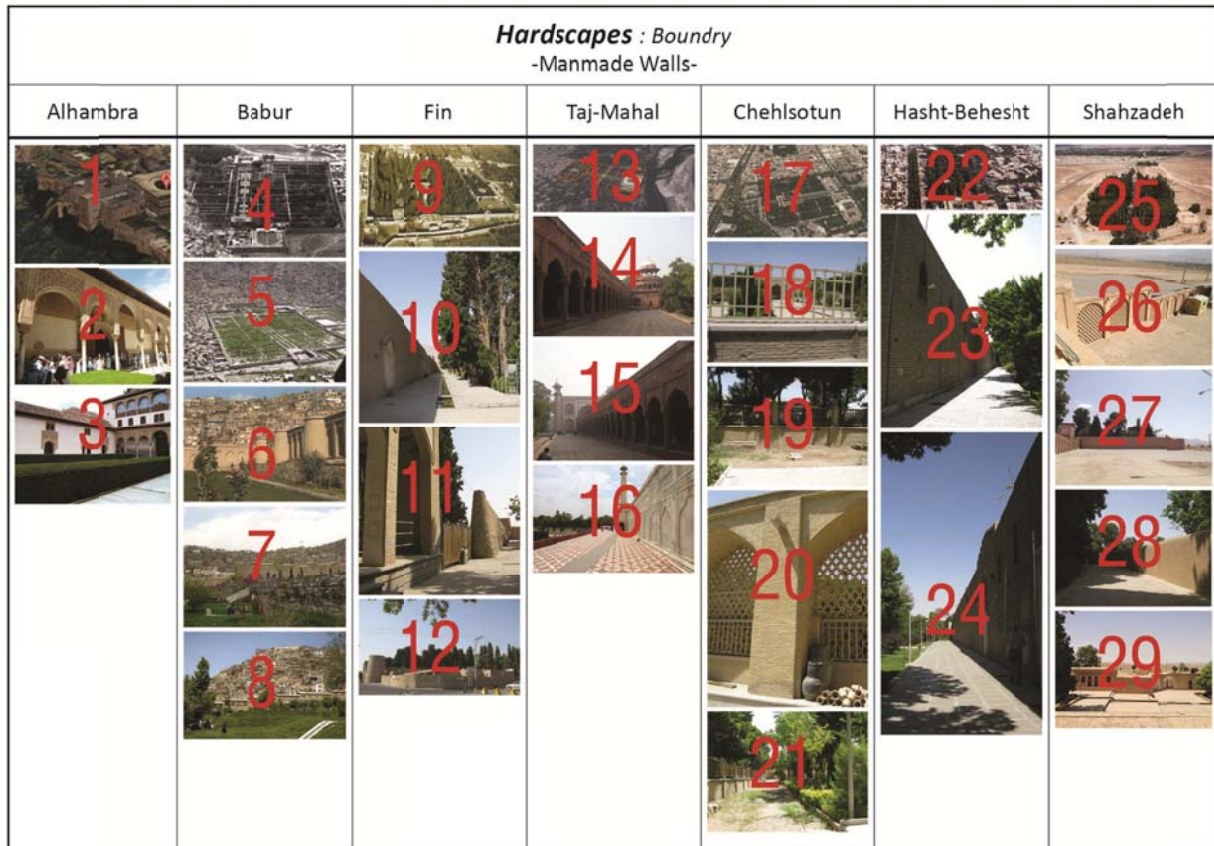 Hardscapes : Boundry
-Manmade Walls-
Alhambra Babur Fin Taj-Mahal Chehlsotun Hasht-Behesht Shahzadeh
1 4 9 13 17 22 25
2 5 10 14 18 23 26
3 6 11 15 19 24 27
7 12 16 20 28
8 21 29